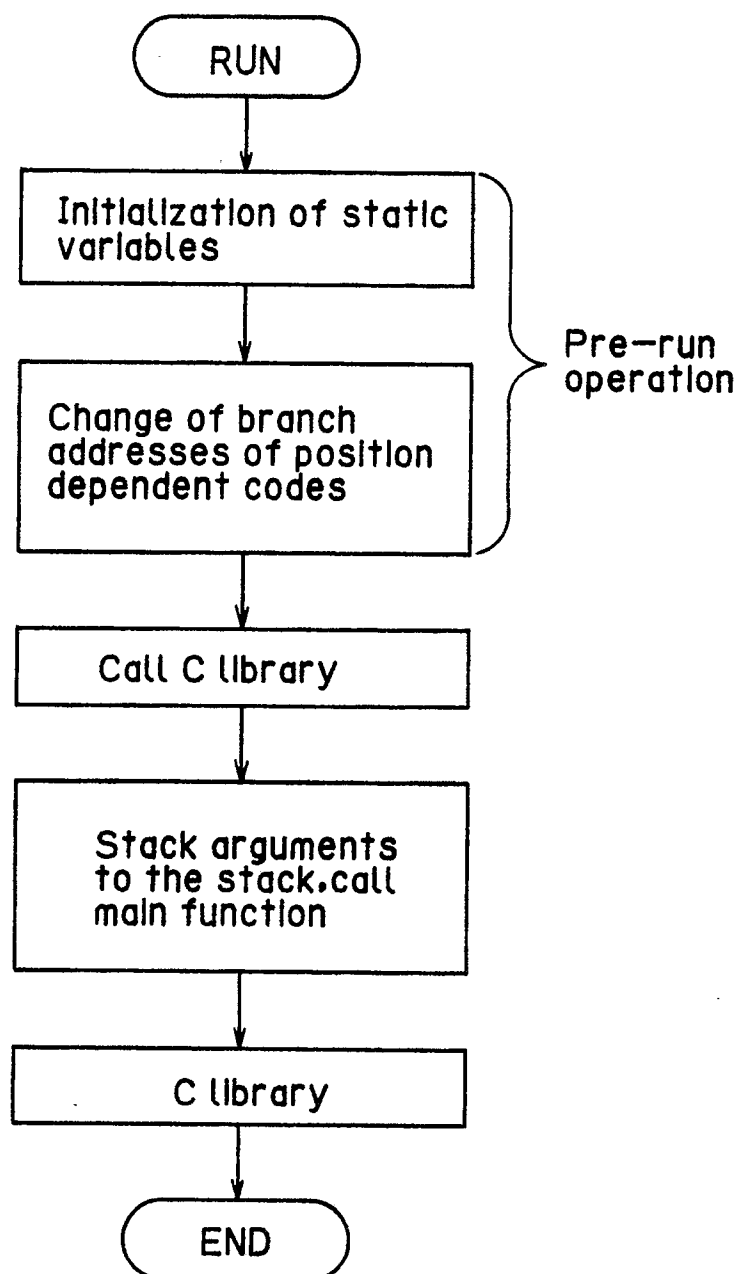 RUN
Initialization of static
variables
Pre-run
operation
Change of branch
addresses of position
dependent codes
Call C library
Stack arguments
to the stack.call
main function
C library
END